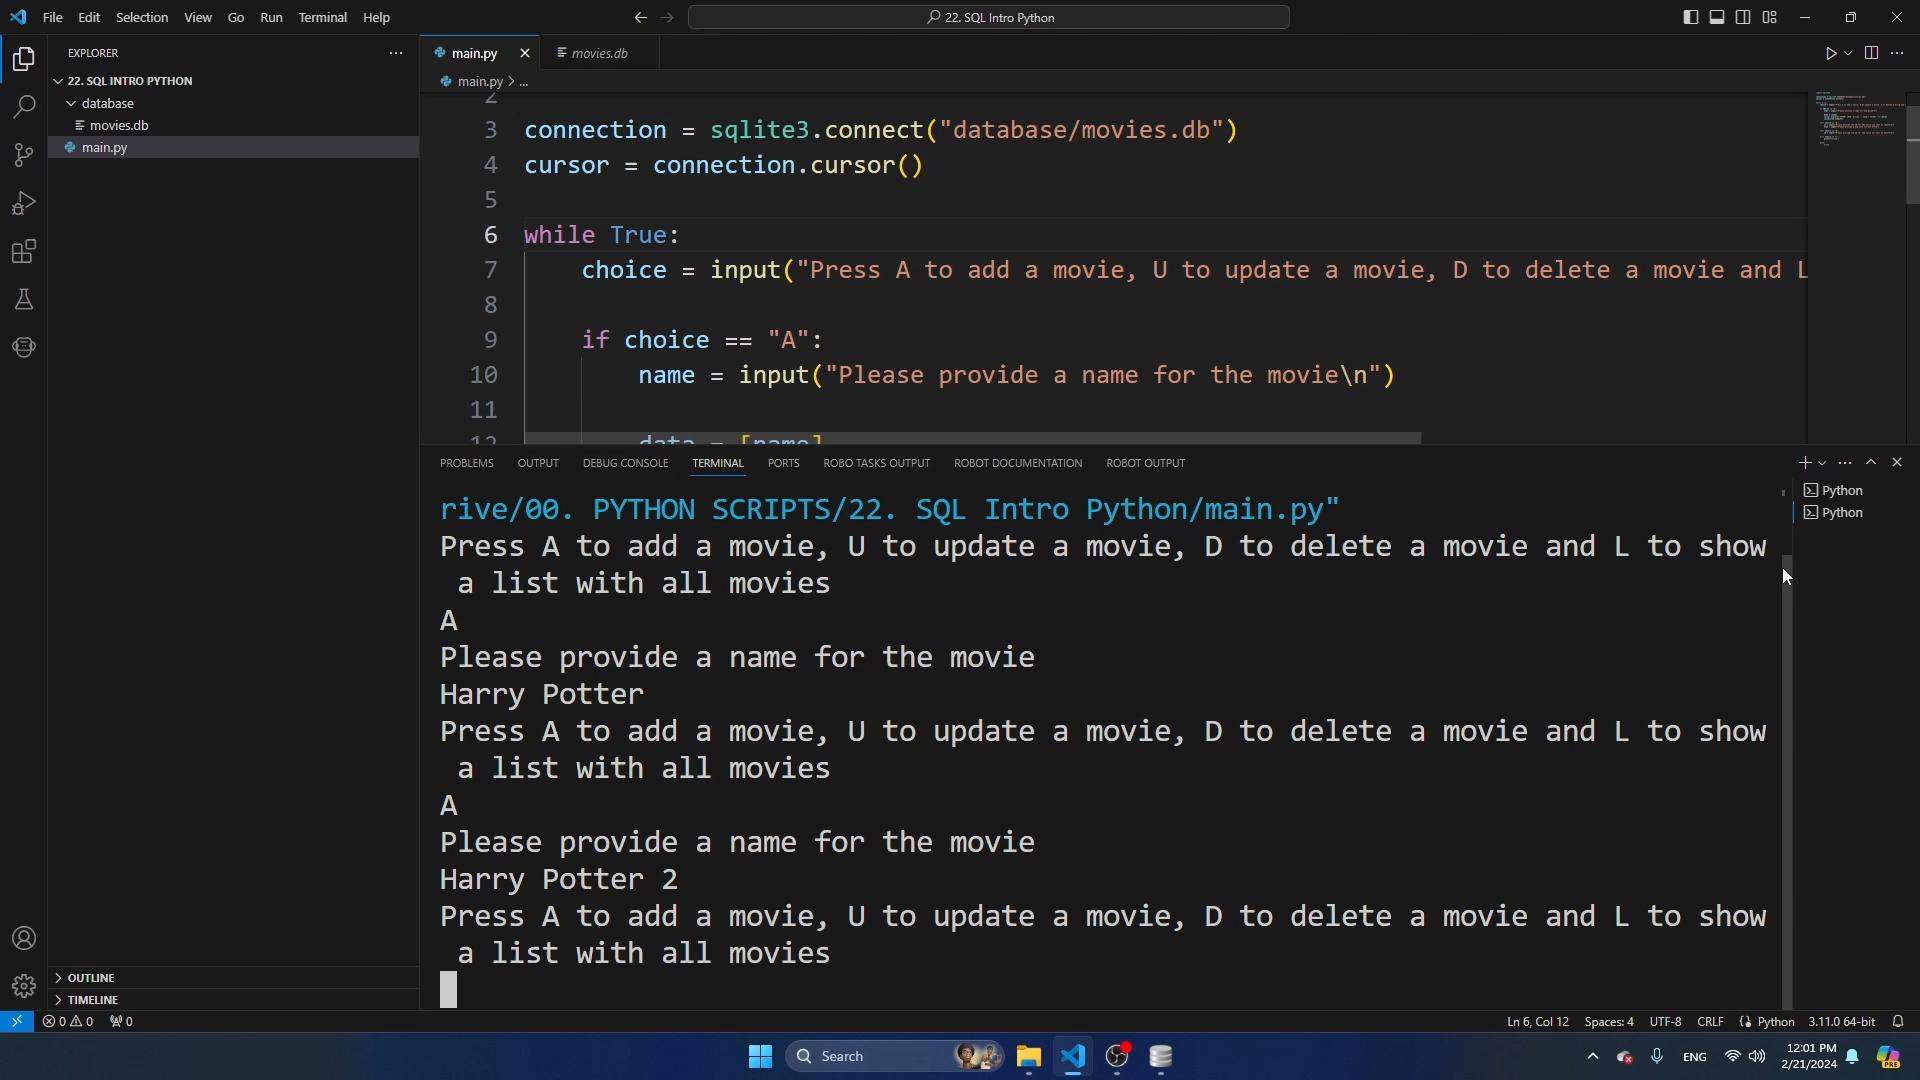 File Edit Selection View Go Run Terminal Help
22. SQL Intro Python
EXPLORER
22. SQL INTRO PYTHON
database
movies.db
main.py
OUTLINE
TIMELINE
main.py
movies.db
main.py > ...
2
3 connection = sqlite3.connect("database/movies.db")
4 cursor = connection.cursor()
5
6 while True:
7 choice = input("Press A to add a movie, U to update a movie, D to delete a movie and L
8
9 if choice == "A":
10 name = input("Please provide a name for the movie\n")
11
12 data = [name]
PROBLEMS OUTPUT DEBUG CONSOLE TERMINAL PORTS ROBO TASKS OUTPUT ROBOT DOCUMENTATION ROBOT OUTPUT
Python
Python
rive/00. PYTHON SCRIPTS/22. SQL Intro Python/main.py"
Press A to add a movie, U to update a movie, D to delete a movie and L to show
a list with all movies
A
Please provide a name for the movie
Harry Potter
Press A to add a movie, U to update a movie, D to delete a movie and L to show
a list with all movies
A
Please provide a name for the movie
Harry Potter 2
Press A to add a movie, U to update a movie, D to delete a movie and L to show
a list with all movies
0 0 0
Ln 6, Col 12 Spaces: 4 UTF-8 CRLF Python 3.11.0 64-bit
Search
ENG
12:01 PM
2/21/2024
PRE